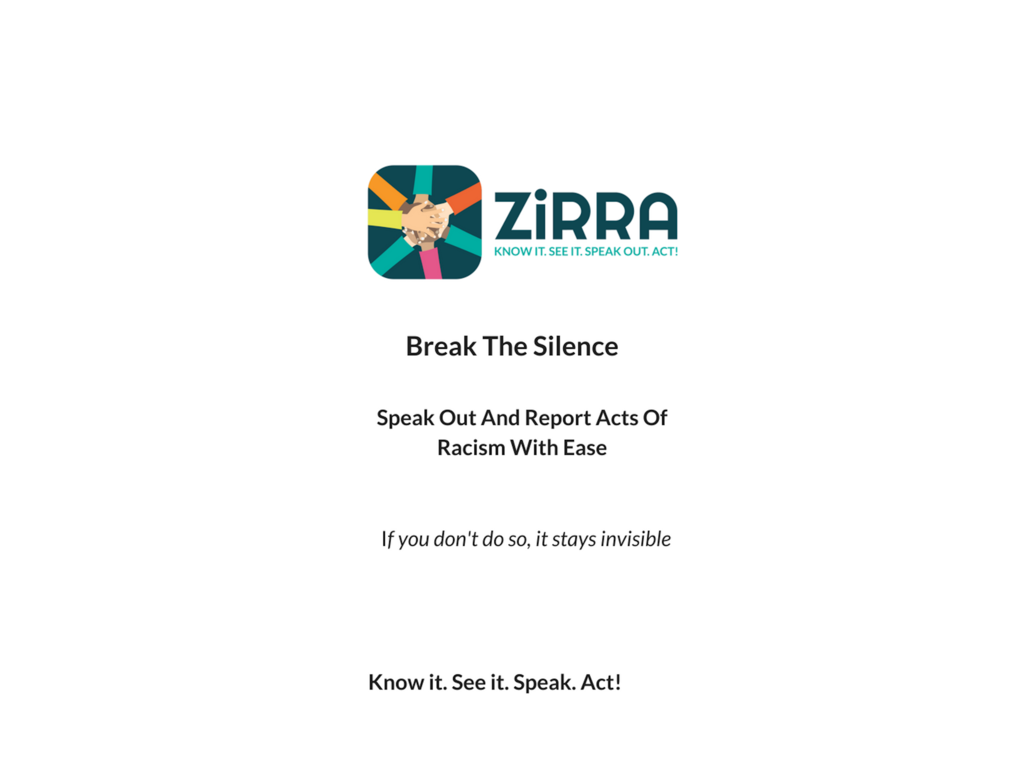 ZiRRA
KNOW IT. SEE IT. SPEAK OUT. ACT!
Break The Silence
Speak Out And Report Acts Of
Racism With Ease
If you don't do so, it stays invisible
Know it. See it. Speak. Act!